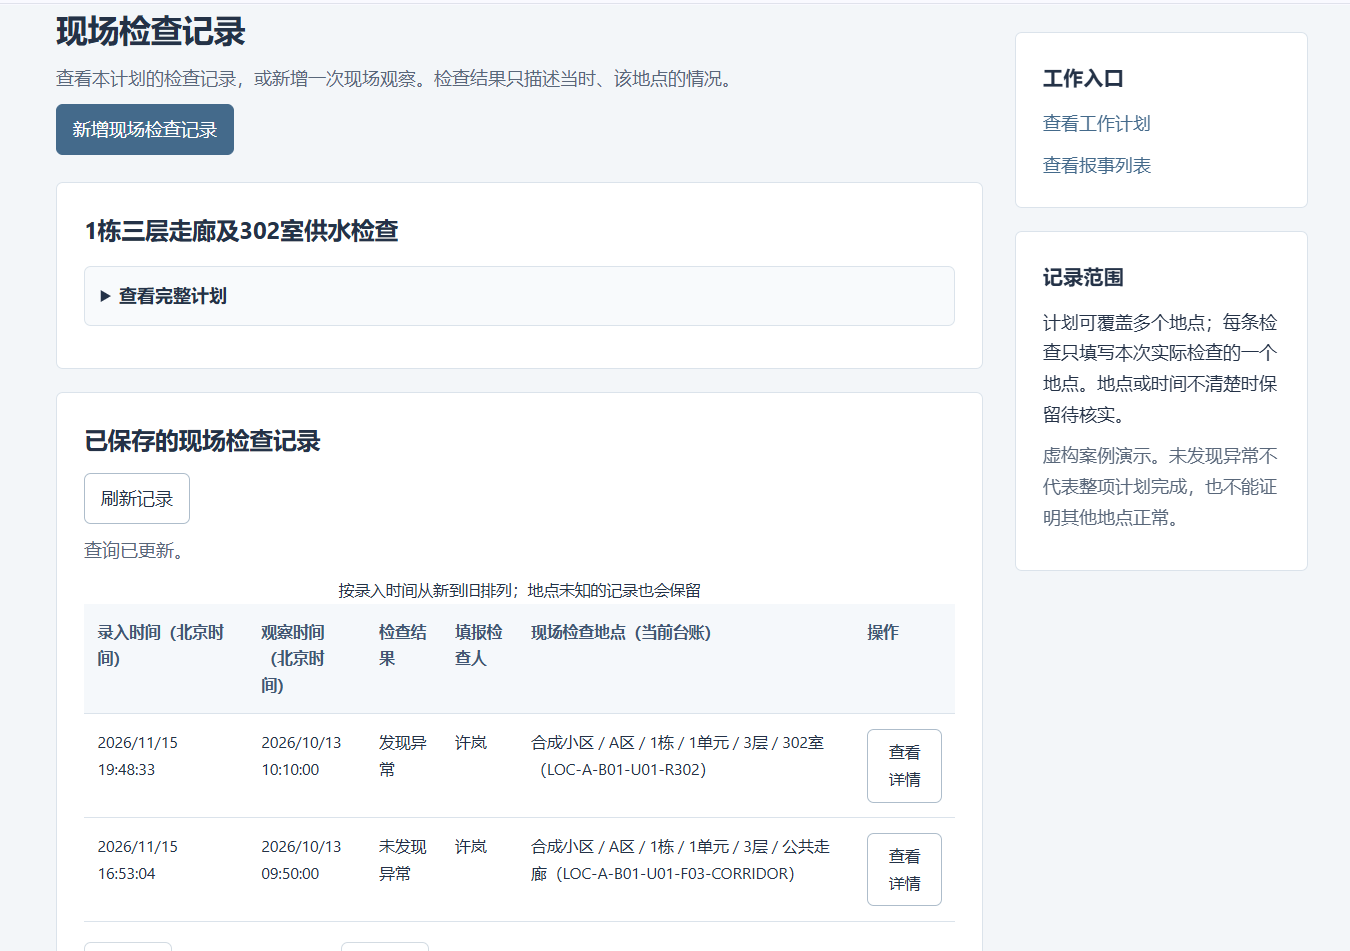 现场检查记录
查看本计划的检查记录，或新增一次现场观察。检查结果只描述当时、该地点的情况。
新增现场检查记录
1栋三层走廊及302室供水检查
▶ 查看完整计划
已保存的现场检查记录
刷新记录
查询已更新。
按录入时间从新到旧排列；地点未知的记录也会保留
录入时间（北京时
间）
观察时间
（北京时
间）
检查结
果
填报检
查人
现场检查地点（当前台账）
操作
2026/11/15
19:48:33
2026/10/13
10:10:00
发现异
常
许岚
合成小区 / A区 / 1栋 / 1单元 / 3层 / 302室
（LOC-A-B01-U01-R302）
查看
详情
2026/11/15
16:53:04
2026/10/13
09:50:00
未发现
异常
许岚
合成小区 / A区 / 1栋 / 1单元 / 3层 / 公共走
廊（LOC-A-B01-U01-F03-CORRIDOR）
查看
详情
工作入口
查看工作计划
查看报事列表
记录范围
计划可覆盖多个地点；每条检
查只填写本次实际检查的一个
地点。地点或时间不清楚时保
留待核实。
虚构案例演示。未发现异常不
代表整项计划完成，也不能证
明其他地点正常。